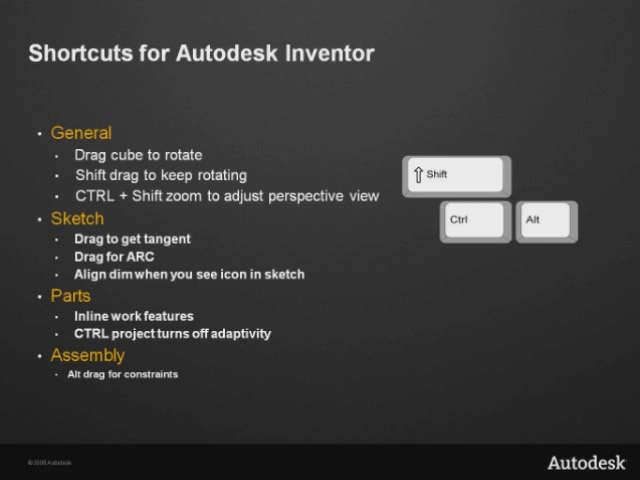 Shortcuts for Autodesk Inventor
• General
• Drag cube to rotate
• Shift drag to keep rotating
• CTRL + Shift zoom to adjust perspective view
• Sketch
• Drag to get tangent
• Drag for ARC
• Align dim when you see icon in sketch
• Parts
• Inline work features
• CTRL project turns off adaptivity
• Assembly
• Alt drag for constraints
⇧ Shift
Ctrl
Alt
© Autodesk
Autodesk